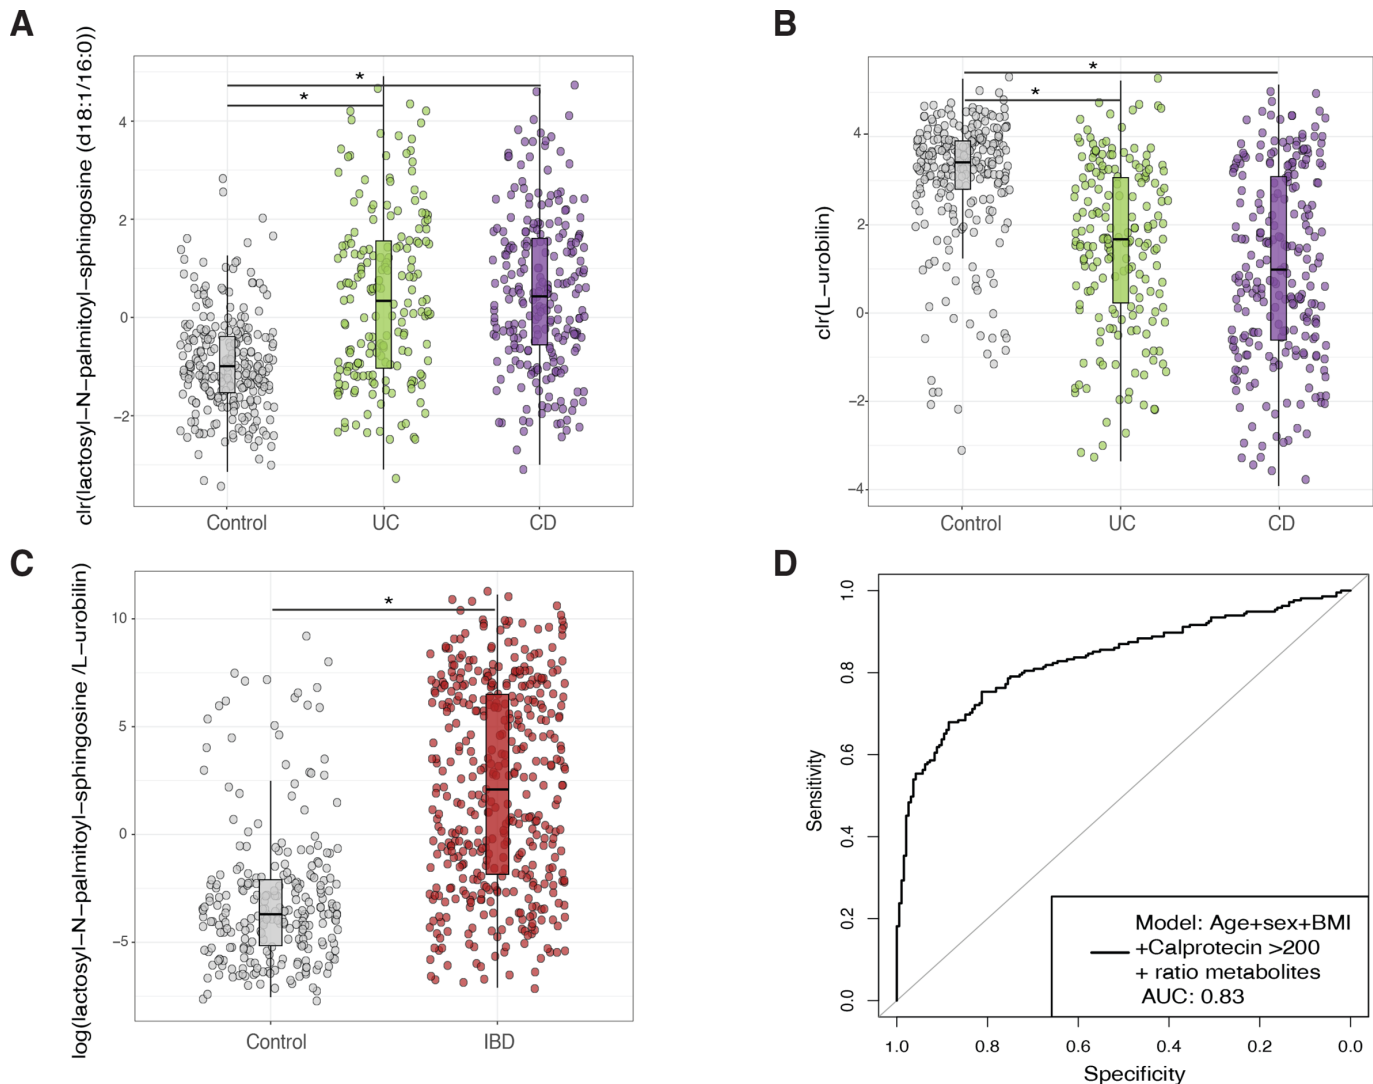 A
clr(lactosyl−N−palmitoyl−sphingosine (d18:1/16:0))
4
2
0
−2
*
*
Control
UC
CD
B
clr(L−urobilin)
4
2
0
−2
−4
*
*
Control
UC
CD
C
log(lactosyl−N−palmitoyl−sphingosine /L−urobilin)
10
5
0
−5
*
Control
IBD
D
Sensitivity
1.0
0.8
0.6
0.4
0.2
0.0
Model: Age+sex+BMI
+Calprotecin >200
+ ratio metabolites
AUC: 0.83
1.0
0.8
0.6
0.4
0.2
0.0
Specificity